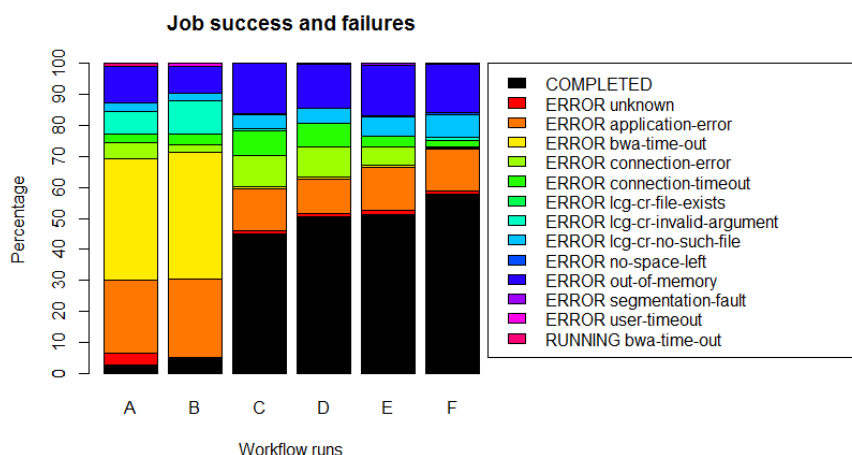 Job success and failures
Percentage
100
90
80
70
60
50
40
30
20
10
0
A B C D E F
Workflow runs
COMPLETED
ERROR unknown
ERROR application-error
ERROR bwa-time-out
ERROR connection-error
ERROR connection-timeout
ERROR lcg-cr-file-exists
ERROR lcg-cr-invalid-argument
ERROR lcg-cr-no-such-file
ERROR no-space-left
ERROR out-of-memory
ERROR segmentation-fault
ERROR user-timeout
RUNNING bwa-time-out